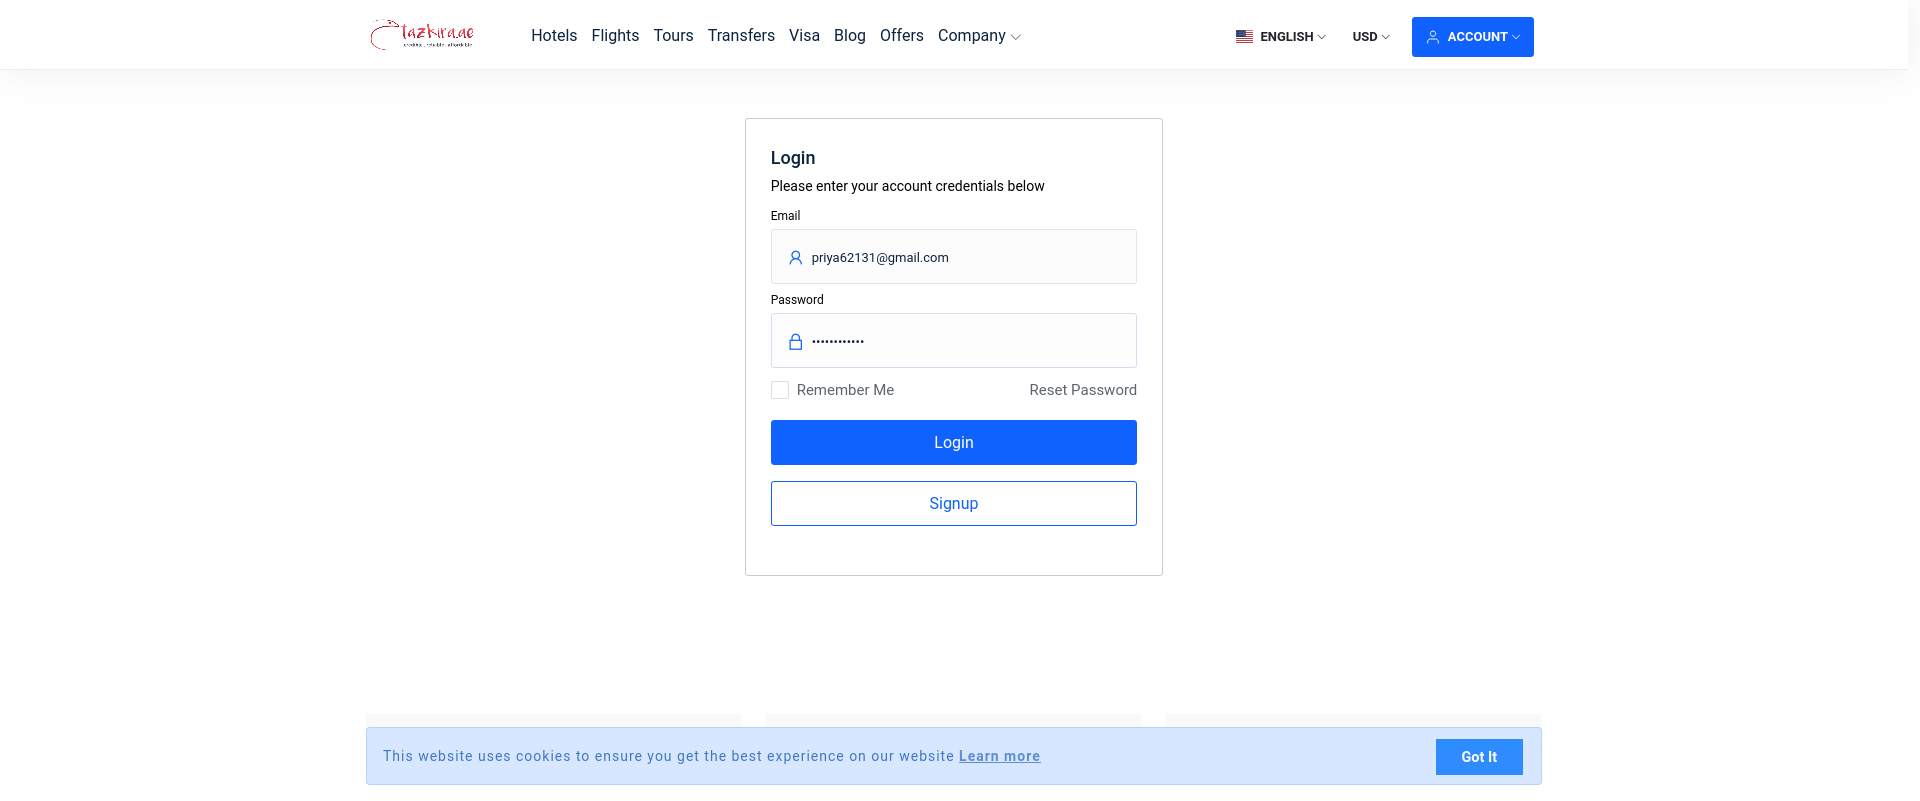 tazkira.ae
Hotels Flights Tours Transfers Visa Blog Offers Company
ENGLISH USD ACCOUNT
Login
Please enter your account credentials below
Email
priya62131@gmail.com
Password
••••••••••••
Remember Me Reset Password
Login
Signup
This website uses cookies to ensure you get the best experience on our website Learn more
Got It